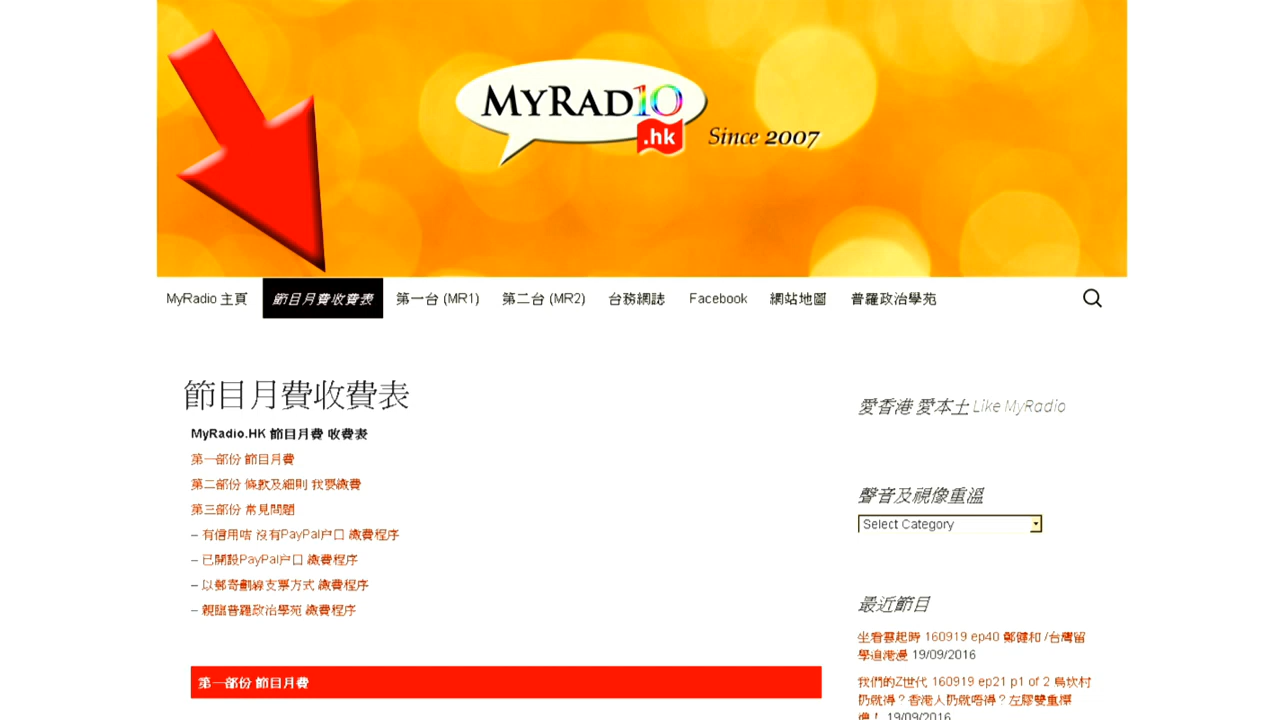 MYRAD10
.hk
Since 2007
MyRadio 主頁 節目月費收費表 第一台 (MR1) 第二台 (MR2) 台務網誌 Facebook 網站地圖 普羅政治學苑
節目月費收費表
MyRadio.HK 節目月費 收費表
第一部份 節目月費
第二部份 條款及細則 我要繳費
第三部份 常見問題
– 有信用咭 沒有PayPal户口 繳費程序
– 已開設PayPal户口 繳費程序
– 以郵寄劃線支票方式 繳費程序
– 親臨普羅政治學苑 繳費程序
第一部份 節目月費
愛香港 愛本土 Like MyRadio
聲音及視像重溫
Select Category
最近節目
坐看雲起時 160919 ep40 鄭健和 /台灣留
學追港漫 19/09/2016
我們的Z世代 160919 ep21 p1 of 2 烏坎村
扔就得？香港人扔就唔得？左膠雙重標
準！ 19/09/2016